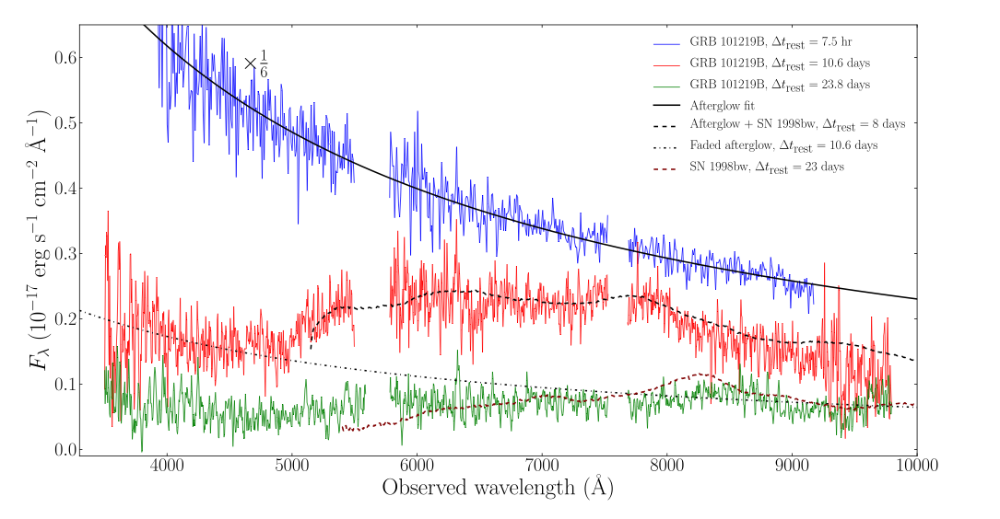 × 1/6
GRB 101219B, Δt_rest = 7.5 hr
GRB 101219B, Δt_rest = 10.6 days
GRB 101219B, Δt_rest = 23.8 days
Afterglow fit
Afterglow + SN 1998bw, Δt_rest = 8 days
Faded afterglow, Δt_rest = 10.6 days
SN 1998bw, Δt_rest = 23 days
F_λ (10^−17 erg s^−1 cm^−2 Å^−1)
0.6
0.5
0.4
0.3
0.2
0.1
0.0
4000 5000 6000 7000 8000 9000 10000
Observed wavelength (Å)